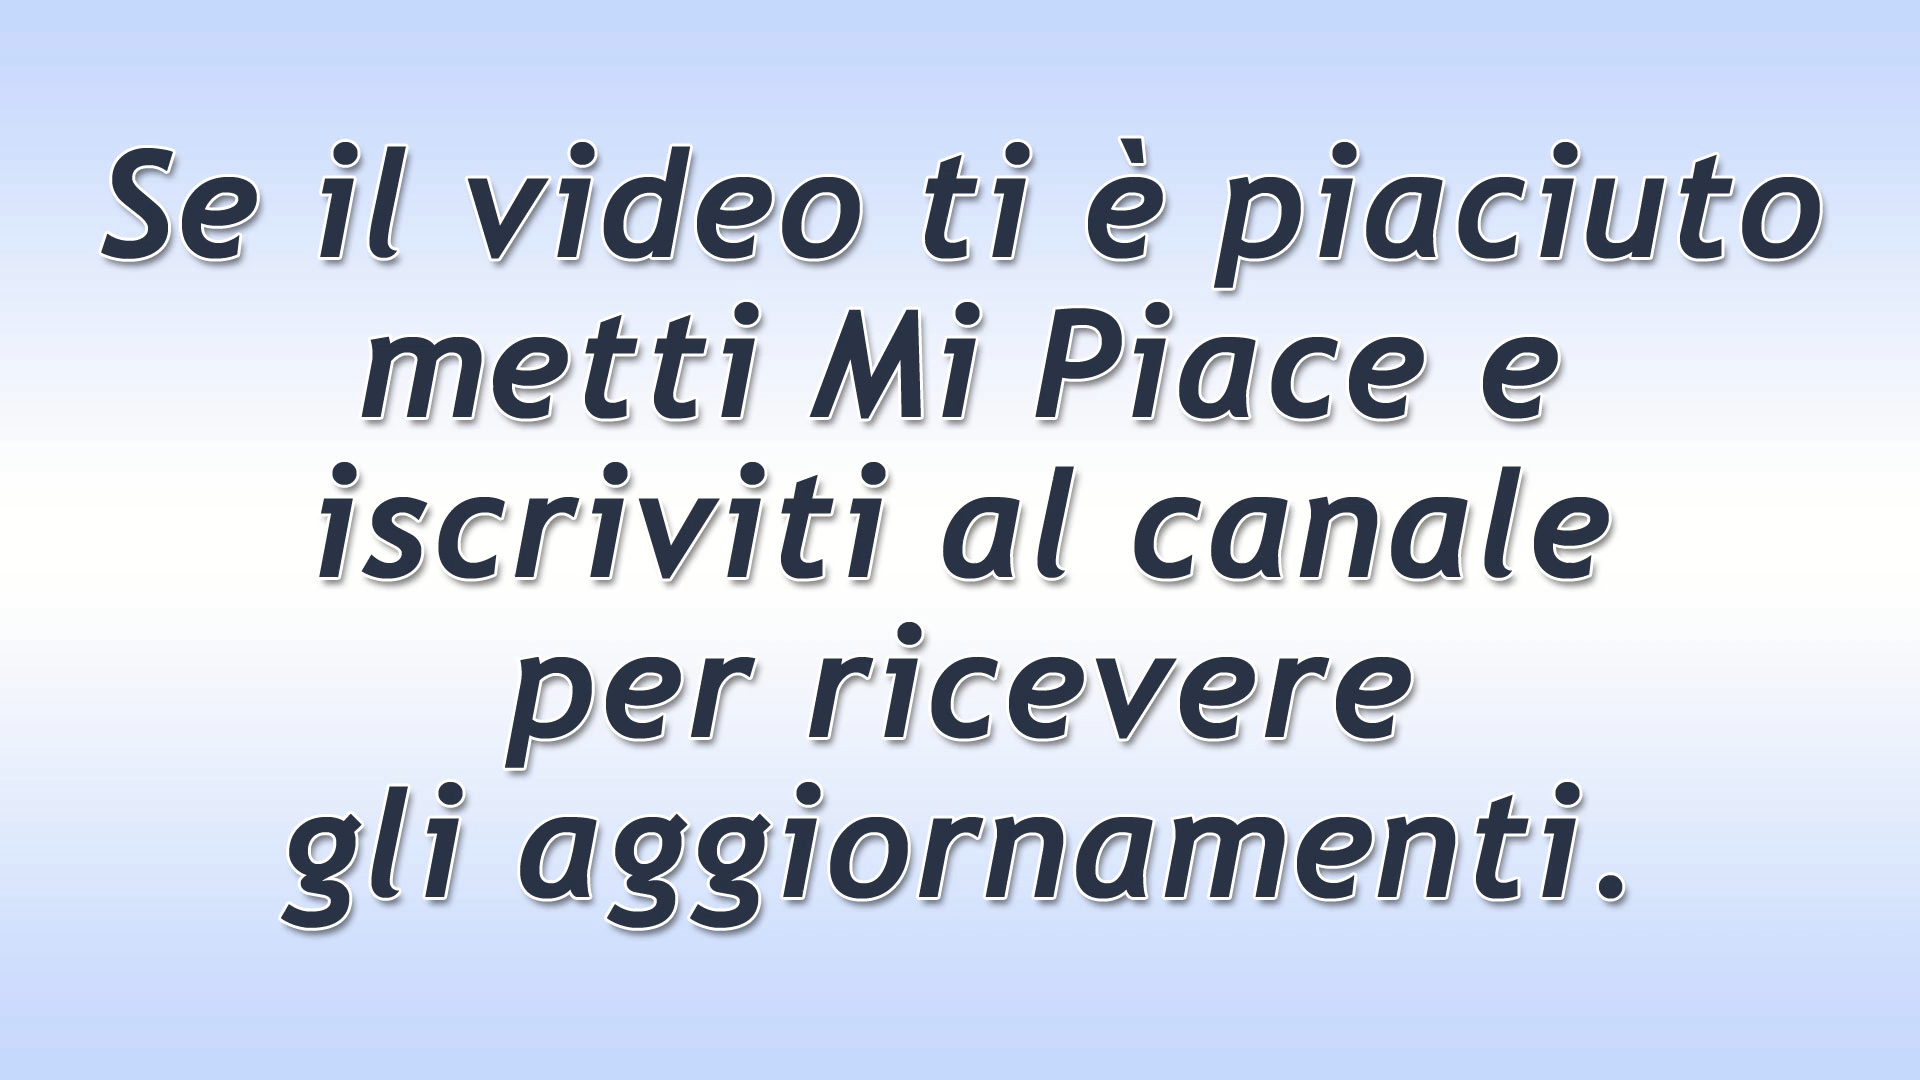 Se il video ti è piaciuto
metti Mi Piace e
iscriviti al canale
per ricevere
gli aggiornamenti.